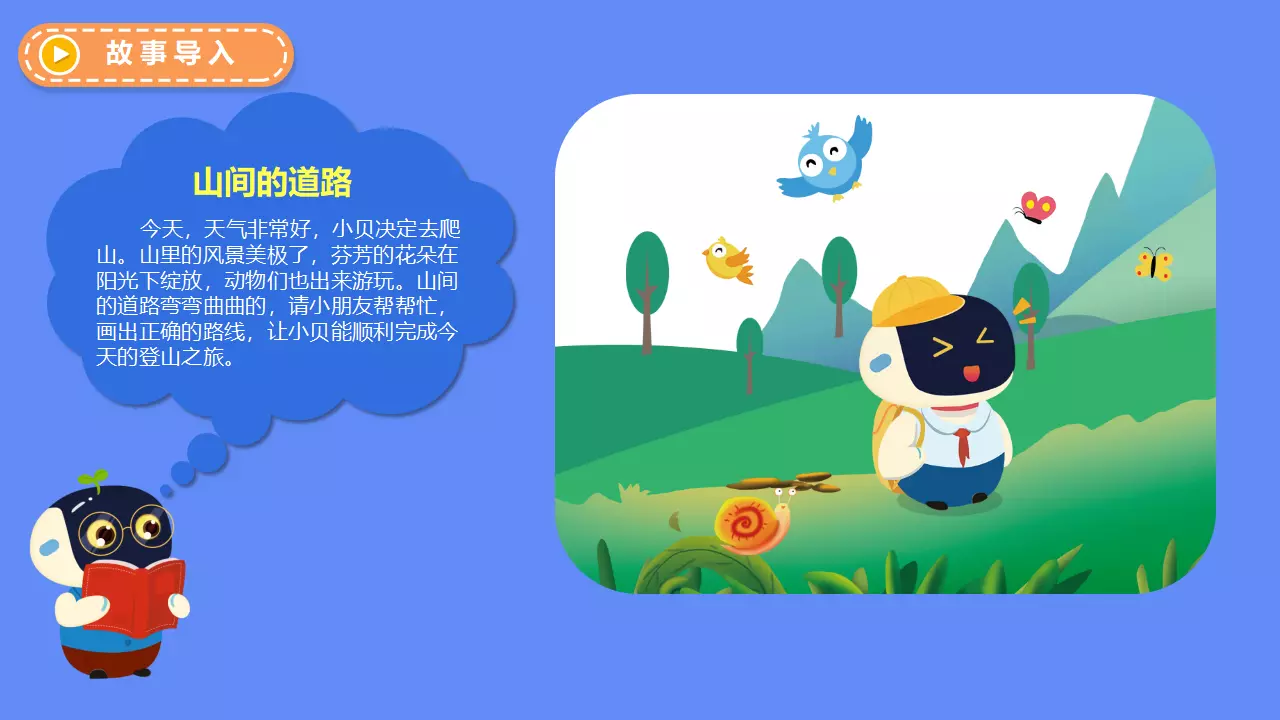 故事导入
山间的道路
今天，天气非常好，小贝决定去爬
山。山里的风景美极了，芬芳的花朵在
阳光下绽放，动物们也出来游玩。山间
的道路弯弯曲曲的，请小朋友帮帮忙，
画出正确的路线，让小贝能顺利完成今
天的登山之旅。